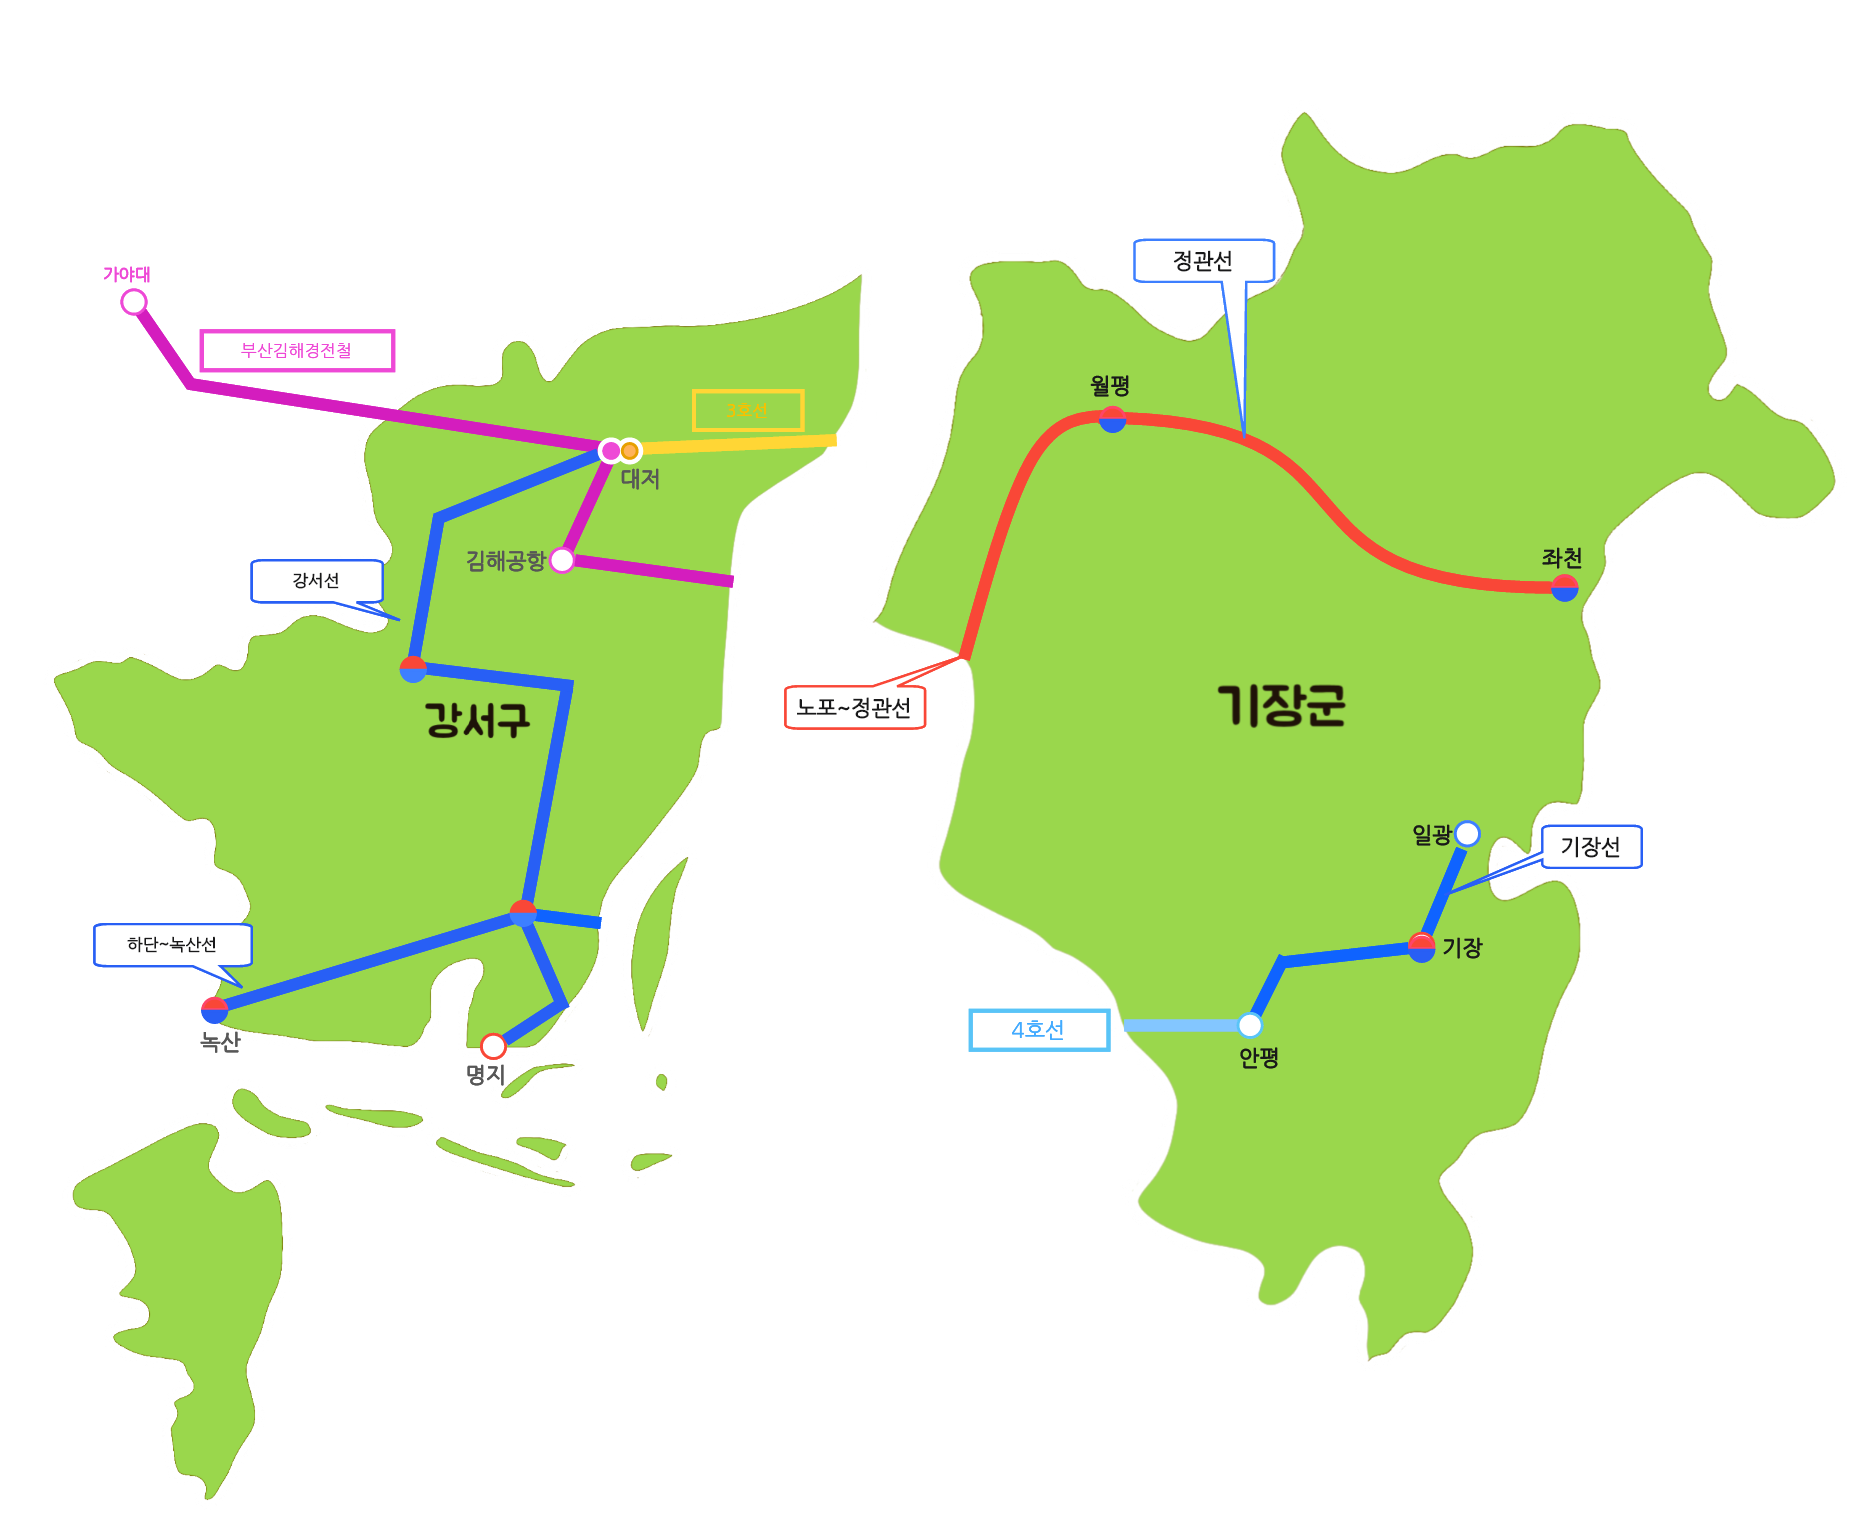 가야대
부산김해경전철
3호선
대저
김해공항
강서선
강서구
하단~녹산선
녹산
명지
정관선
월평
좌천
노포~정관선
기장군
일광
기장선
기장
4호선
안평